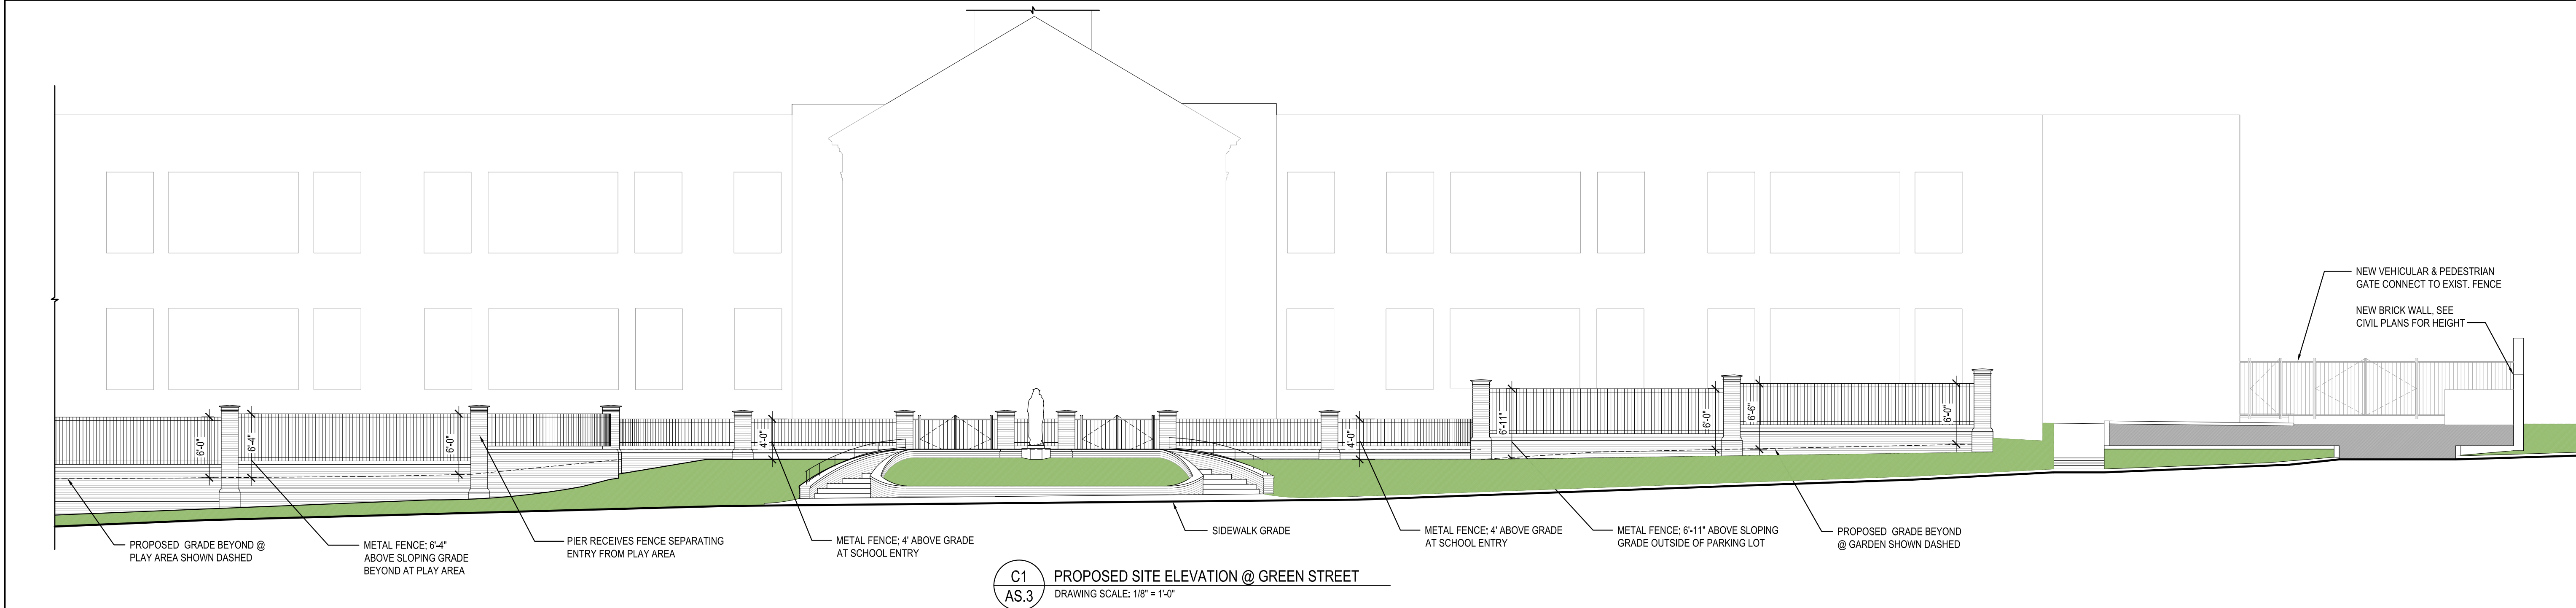 NEW VEHICULAR & PEDESTRIAN
GATE CONNECT TO EXIST. FENCE
NEW BRICK WALL, SEE
CIVIL PLANS FOR HEIGHT
6'-0"
6'-4"
6'-0"
4'-0"
4'-0"
6'-11"
6'-0"
6'-6"
6'-0"
PROPOSED GRADE BEYOND @
PLAY AREA SHOWN DASHED
METAL FENCE; 6'-4"
ABOVE SLOPING GRADE
BEYOND AT PLAY AREA
PIER RECEIVES FENCE SEPARATING
ENTRY FROM PLAY AREA
METAL FENCE; 4' ABOVE GRADE
AT SCHOOL ENTRY
SIDEWALK GRADE
METAL FENCE; 4' ABOVE GRADE
AT SCHOOL ENTRY
METAL FENCE; 6'-11" ABOVE SLOPING
GRADE OUTSIDE OF PARKING LOT
PROPOSED GRADE BEYOND
@ GARDEN SHOWN DASHED
C1
AS.3
PROPOSED SITE ELEVATION @ GREEN STREET
DRAWING SCALE: 1/8" = 1'-0"